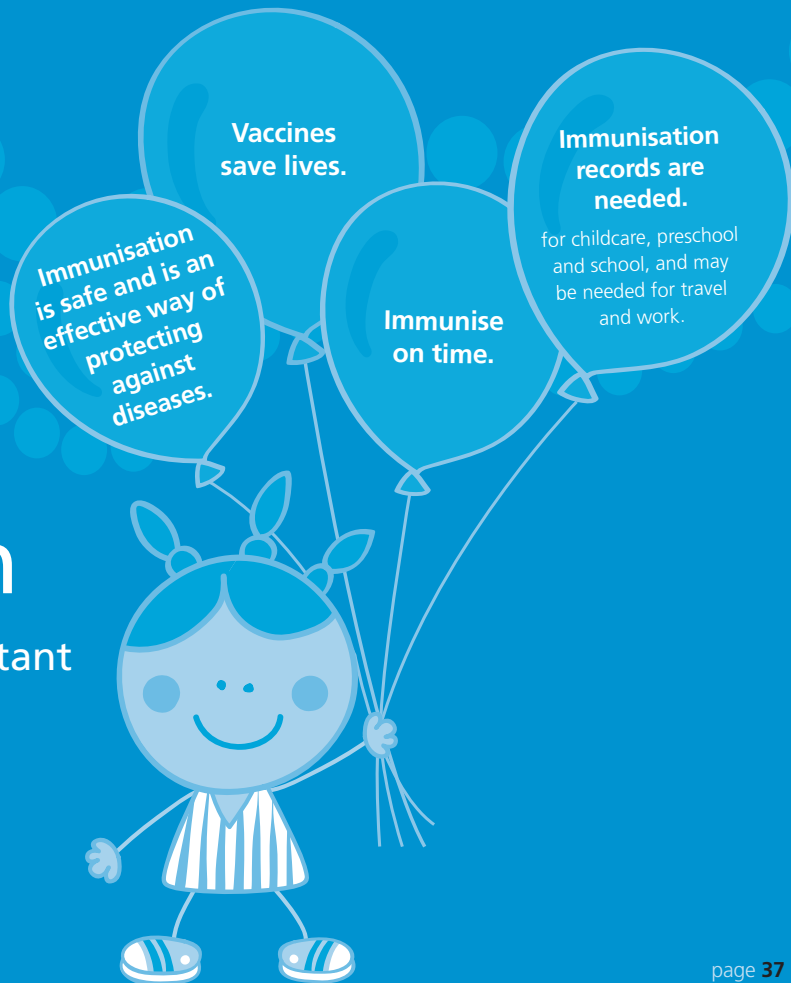 Vaccines
save lives.
Immunisation
records are
needed.
for childcare, preschool
and school, and may
be needed for travel
and work.
Immunisation
is safe and is an
effective way of
protecting
against
diseases.
Immunise
on time.
page 37